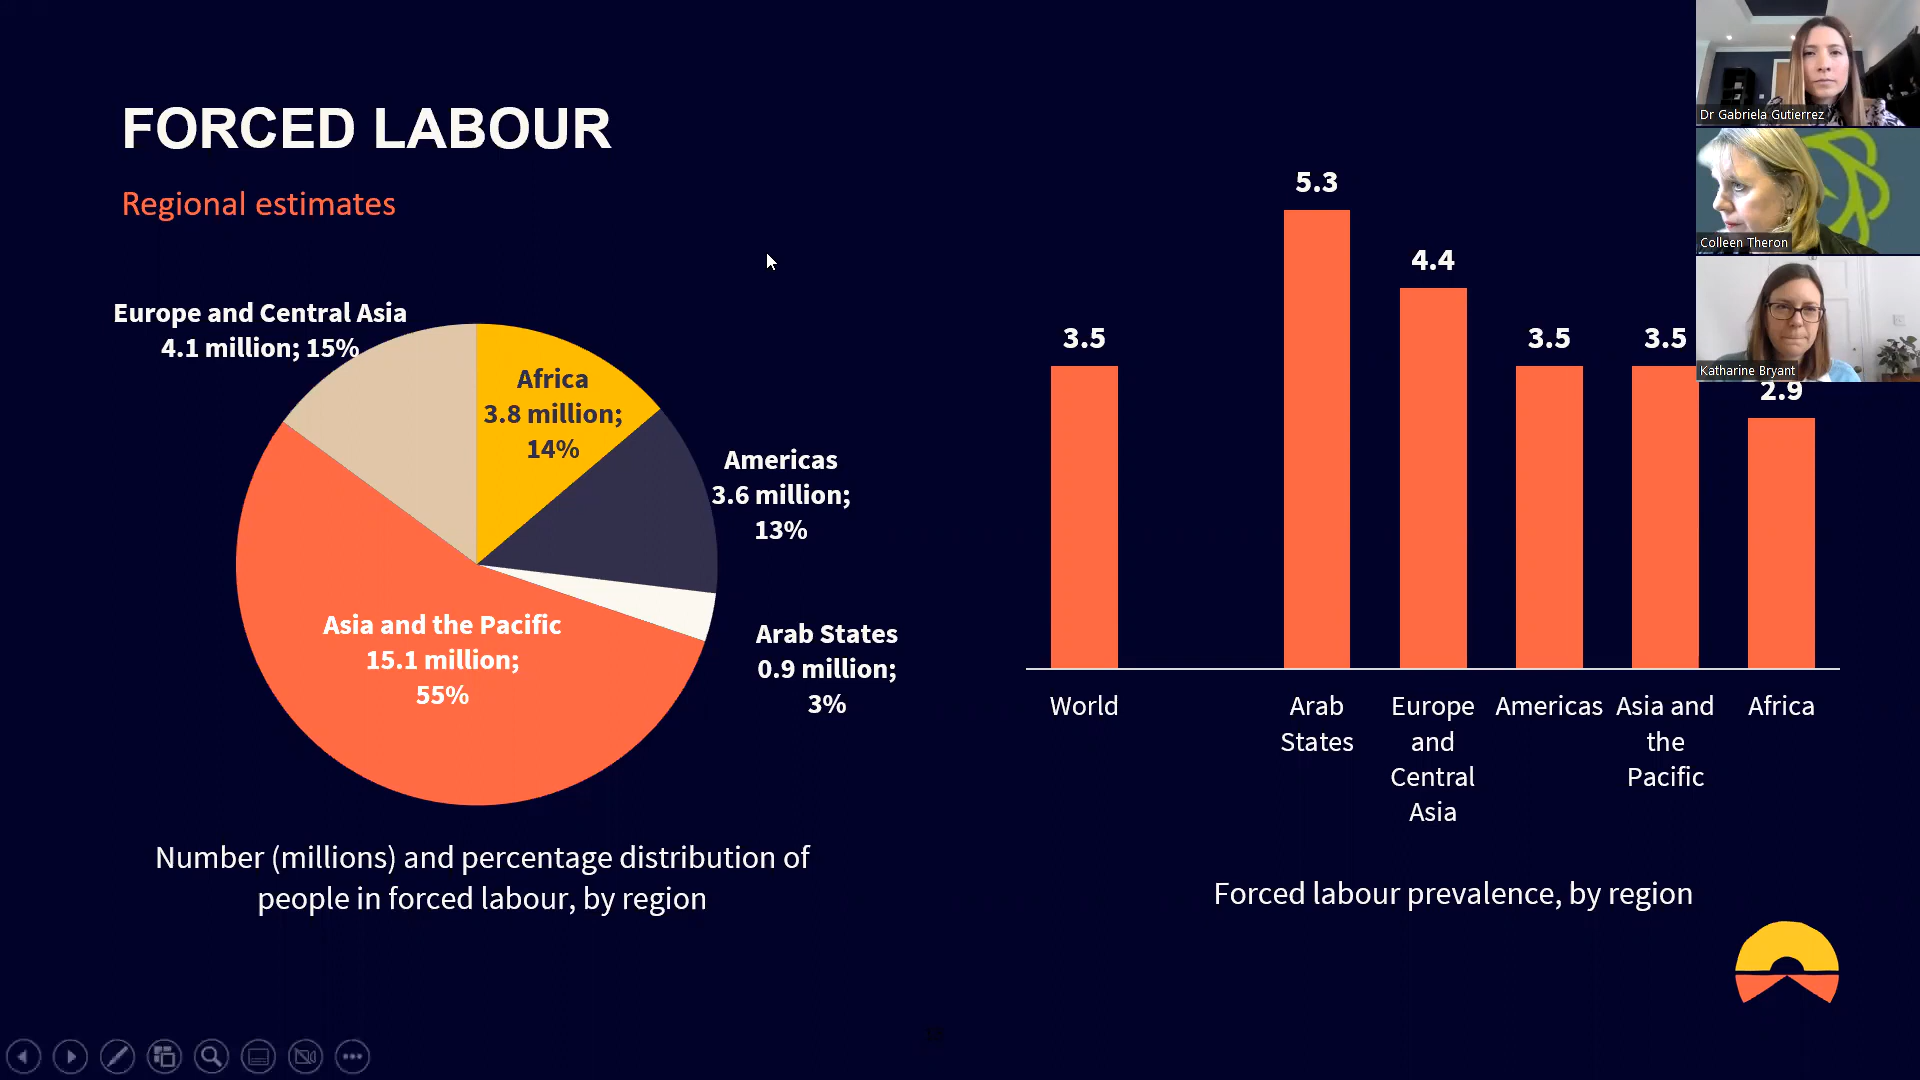 FORCED LABOUR
Regional estimates
Europe and Central Asia
4.1 million; 15%
Africa
3.8 million;
14%
Americas
3.6 million;
13%
Arab States
0.9 million;
3%
Asia and the Pacific
15.1 million;
55%
Number (millions) and percentage distribution of
people in forced labour, by region
3.5
5.3
4.4
3.5
3.5
2.9
World
Arab
States
Europe
and
Central
Asia
Americas
Asia and
the
Pacific
Africa
Forced labour prevalence, by region
Dr Gabriela Gutierrez
Colleen Theron
Katharine Bryant